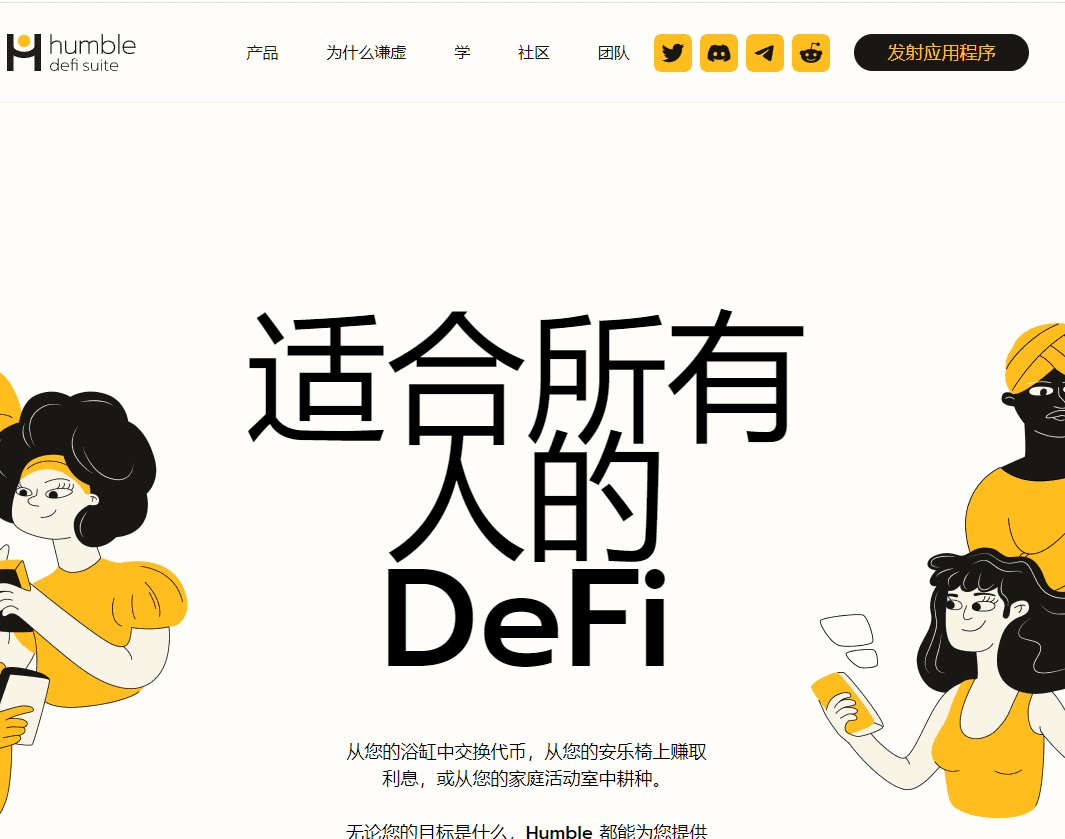 humble
defi suite
产品 为什么谦虚 学 社区 团队 发射应用程序
适合所有
人的
DeFi
从您的浴缸中交换代币，从您的安乐椅上赚取
利息，或从您的家庭活动室中耕种。
无论您的目标是什么，Humble 都能为您提供